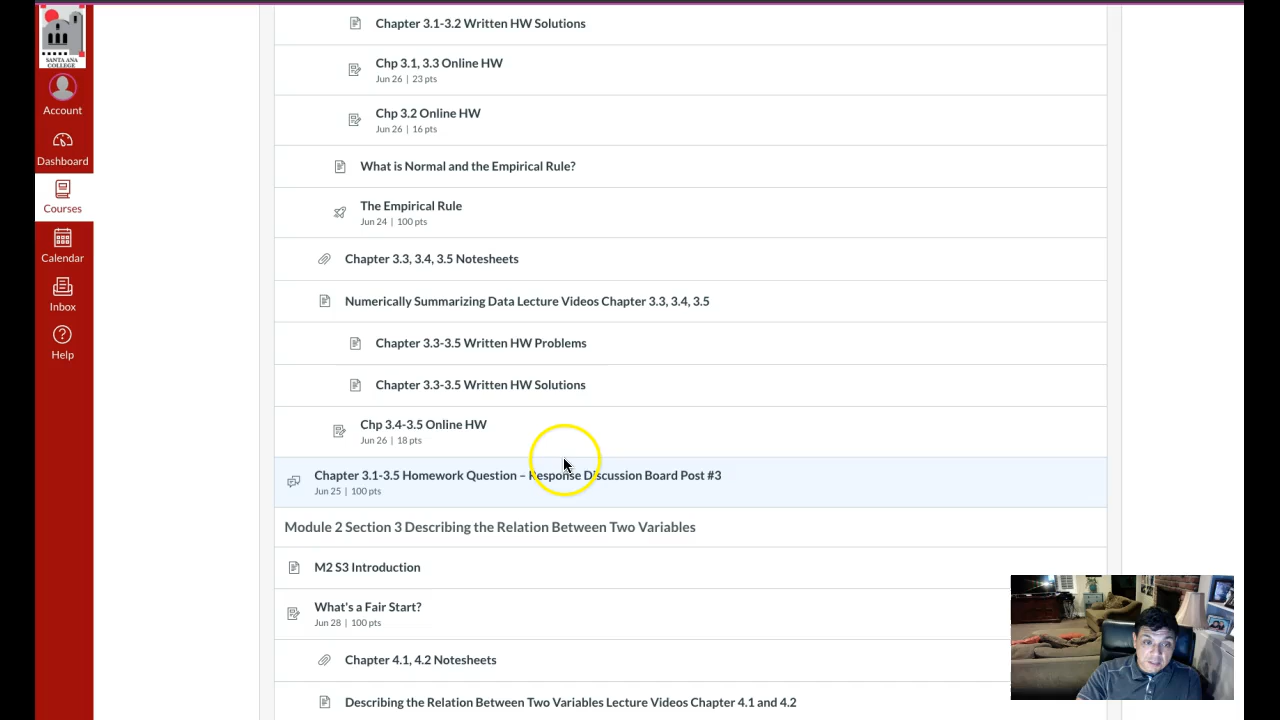 Chapter 3.1-3.2 Written HW Solutions
SANTA ANA
COLLEGE
Chp 3.1, 3.3 Online HW
Jun 26 | 23 pts
Account
Chp 3.2 Online HW
Jun 26 | 16 pts
Dashboard
What is Normal and the Empirical Rule?
Courses
The Empirical Rule
Jun 24 | 100 pts
Calendar
Chapter 3.3, 3.4, 3.5 Notesheets
Inbox
Numerically Summarizing Data Lecture Videos Chapter 3.3, 3.4, 3.5
Help
Chapter 3.3-3.5 Written HW Problems
Chapter 3.3-3.5 Written HW Solutions
Chp 3.4-3.5 Online HW
Jun 26 | 18 pts
Chapter 3.1-3.5 Homework Question – Response Discussion Board Post #3
Jun 25 | 100 pts
Module 2 Section 3 Describing the Relation Between Two Variables
M2 S3 Introduction
What's a Fair Start?
Jun 28 | 100 pts
Chapter 4.1, 4.2 Notesheets
Describing the Relation Between Two Variables Lecture Videos Chapter 4.1 and 4.2